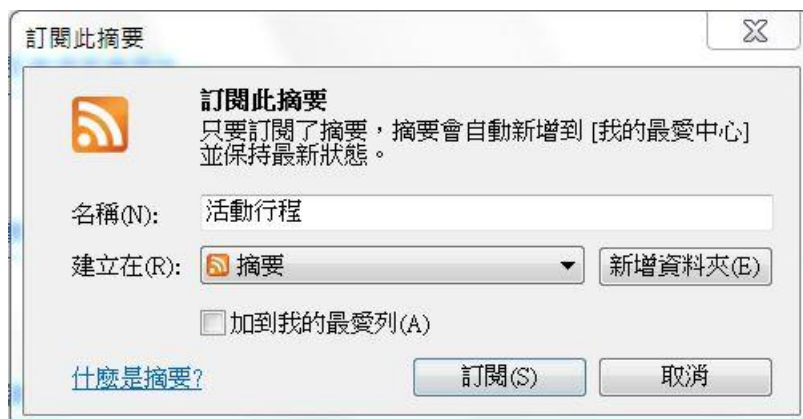 訂閱此摘要
訂閱此摘要
只要訂閱了摘要，摘要會自動新增到 [我的最愛中心]
並保持最新狀態。
名稱(N): 活動行程
建立在(R): 摘要 新增資料夾(E)
加到我的最愛列(A)
什麼是摘要? 訂閱(S) 取消